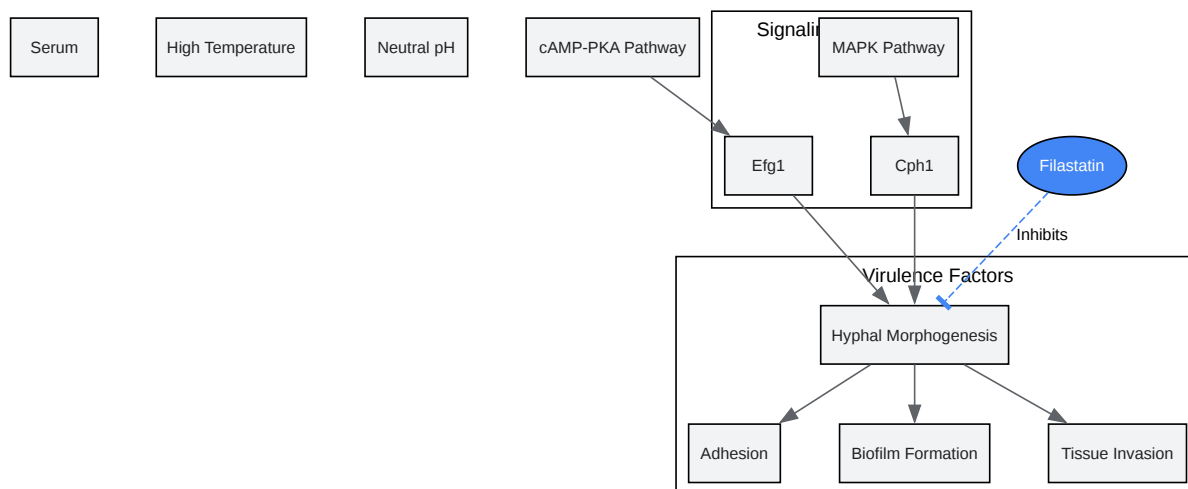 Serum
High Temperature
Neutral pH
cAMP-PKA Pathway
MAPK Pathway
Efg1
Cph1
Filastatin
Inhibits
Virulence Factors
Hyphal Morphogenesis
Adhesion
Biofilm Formation
Tissue Invasion